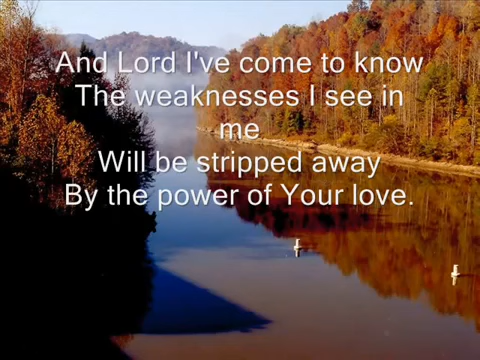 And Lord I've come to know
The weaknesses I see in
me
Will be stripped away
By the power of Your love.